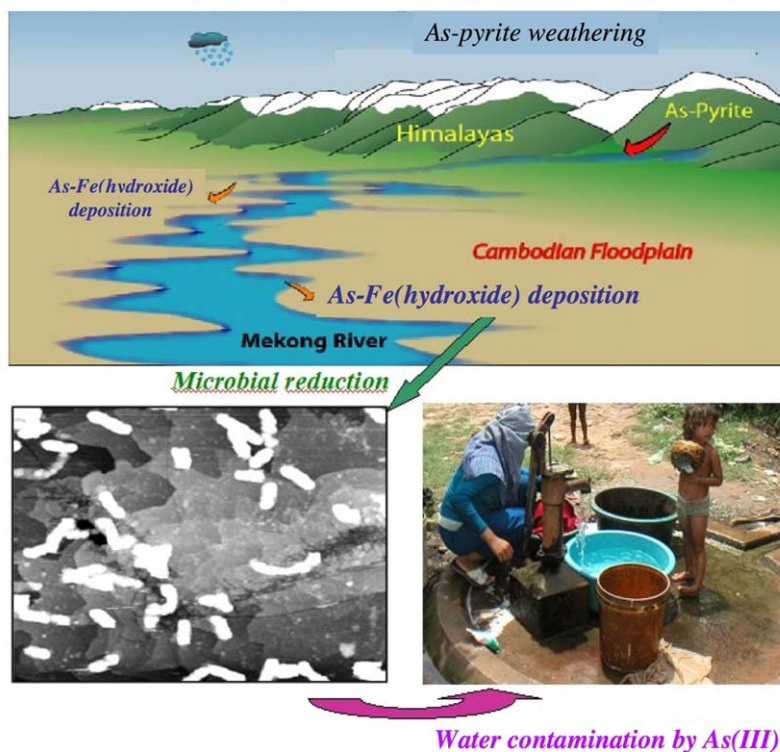 As-pyrite weathering
As-Pyrite
Himalayas
As-Fe(hydroxide)
deposition
Cambodian Floodplain
As-Fe(hydroxide) deposition
Mekong River
Microbial reduction
Water contamination by As(III)